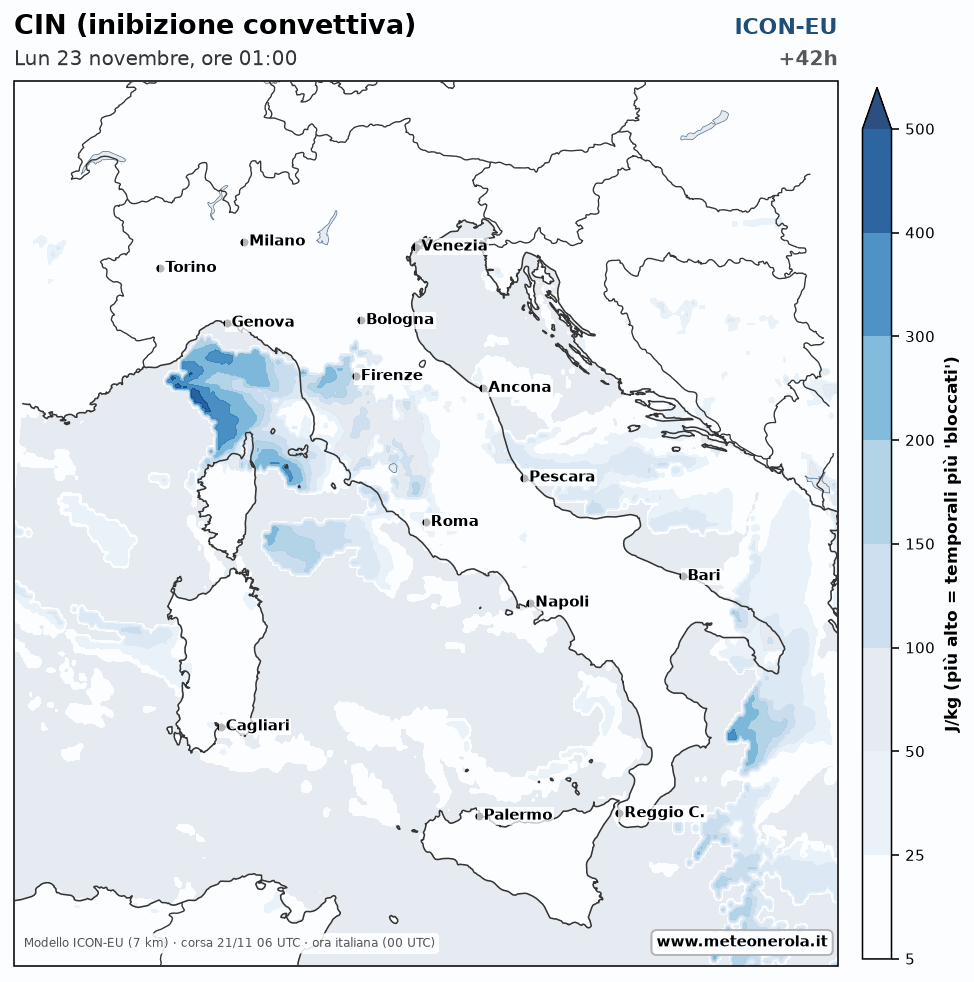 CIN (inibizione convettiva)
ICON-EU
Lun 23 novembre, ore 01:00
+42h
Milano
Torino
Venezia
Genova
Bologna
Firenze
Ancona
Pescara
Roma
Bari
Napoli
Cagliari
Palermo
Reggio C.
Modello ICON-EU (7 km) · corsa 21/11 06 UTC · ora italiana (00 UTC)
www.meteonerola.it
500
400
300
200
150
100
50
25
5
J/kg (più alto = temporali più 'bloccati')